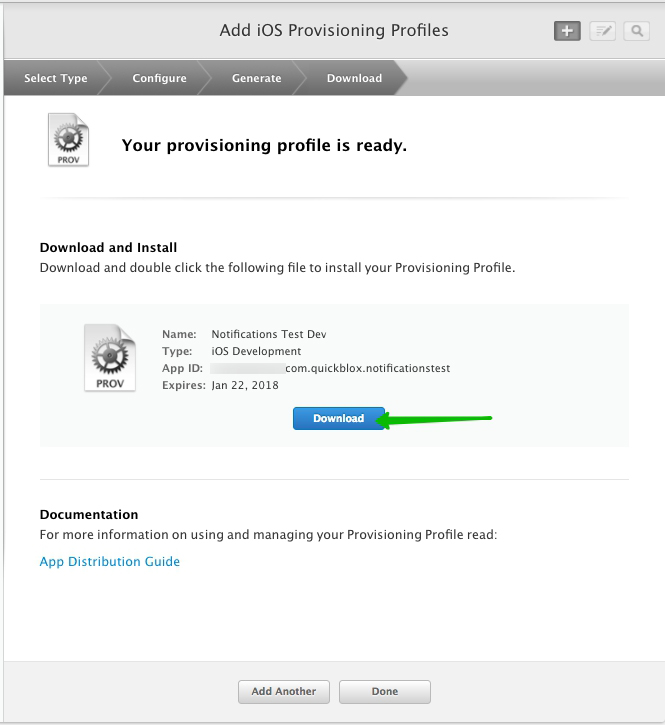 Add iOS Provisioning Profiles
Select Type Configure Generate Download
PROV
Your provisioning profile is ready.
Download and Install
Download and double click the following file to install your Provisioning Profile.
PROV
Name: Notifications Test Dev
Type: iOS Development
App ID: com.quickblox.notificationstest
Expires: Jan 22, 2018
Download
Documentation
For more information on using and managing your Provisioning Profile read:
App Distribution Guide
Add Another Done